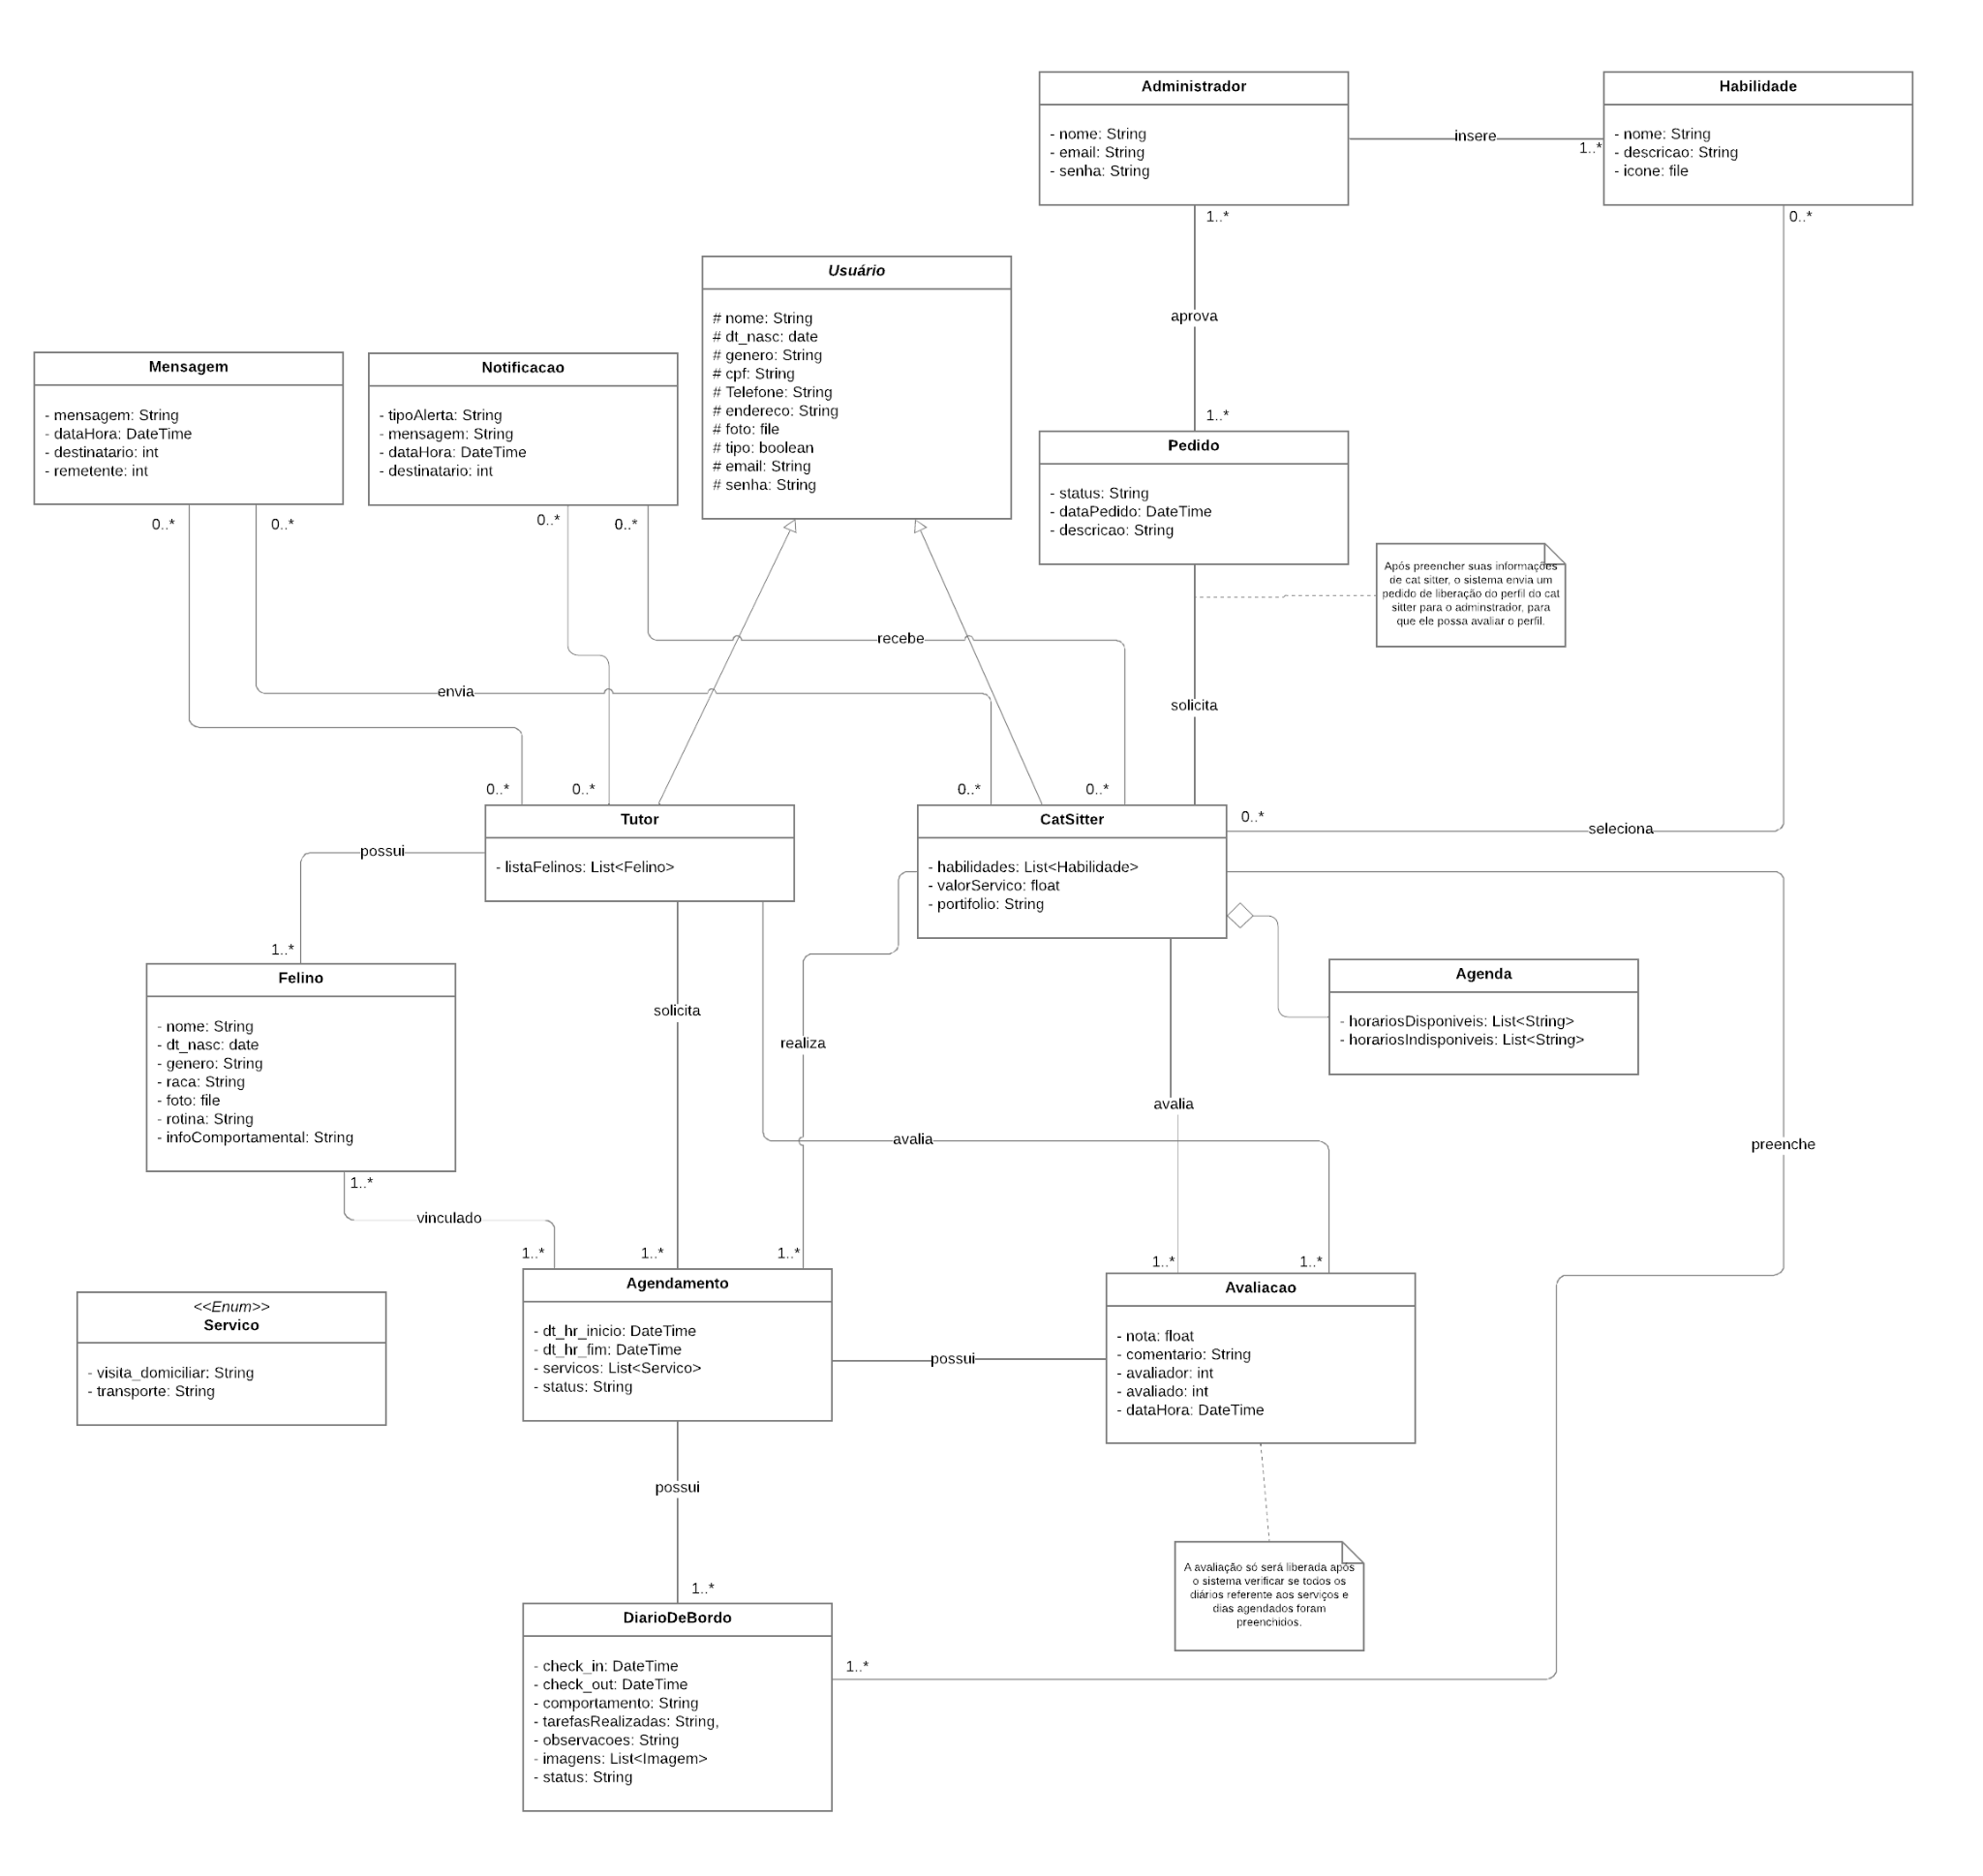 Administrador
- nome: String
- email: String
- senha: String
insere
1..*
Habilidade
- nome: String
- descricao: String
- icone: file
1..*
0..*
aprova
Usuário
# nome: String
# dt_nasc: date
# genero: String
# cpf: String
# Telefone: String
# endereco: String
# foto: file
# tipo: boolean
# email: String
# senha: String
Mensagem
- mensagem: String
- dataHora: DateTime
- destinatario: int
- remetente: int
Notificacao
- tipoAlerta: String
- mensagem: String
- dataHora: DateTime
- destinatario: int
1..*
Pedido
- status: String
- dataPedido: DateTime
- descricao: String
0..*
0..*
0..*
0..*
Após preencher suas informações
de cat sitter, o sistema envia um
pedido de liberação do perfil do cat
sitter para o adminstrador, para
que ele possa avaliar o perfil.
recebe
envia
solicita
0..*
0..*
0..*
0..*
0..*
seleciona
Tutor
- listaFelinos: List<Felino>
CatSitter
- habilidades: List<Habilidade>
- valorServico: float
- portifolio: String
possui
1..*
Felino
- nome: String
- dt_nasc: date
- genero: String
- raca: String
- foto: file
- rotina: String
- infoComportamental: String
solicita
realiza
Agenda
- horariosDisponiveis: List<String>
- horariosIndisponiveis: List<String>
avalia
avalia
preenche
1..*
vinculado
1..*
1..*
1..*
1..*
1..*
<<Enum>>
Servico
- visita_domiciliar: String
- transporte: String
Agendamento
- dt_hr_inicio: DateTime
- dt_hr_fim: DateTime
- servicos: List<Servico>
- status: String
possui
Avaliacao
- nota: float
- comentario: String
- avaliador: int
- avaliado: int
- dataHora: DateTime
possui
A avaliação só será liberada após
o sistema verificar se todos os
diários referente aos serviços e
dias agendados foram
preenchidos.
1..*
DiarioDeBordo
- check_in: DateTime
- check_out: DateTime
- comportamento: String
- tarefasRealizadas: String,
- observacoes: String
- imagens: List<Imagem>
- status: String
1..*